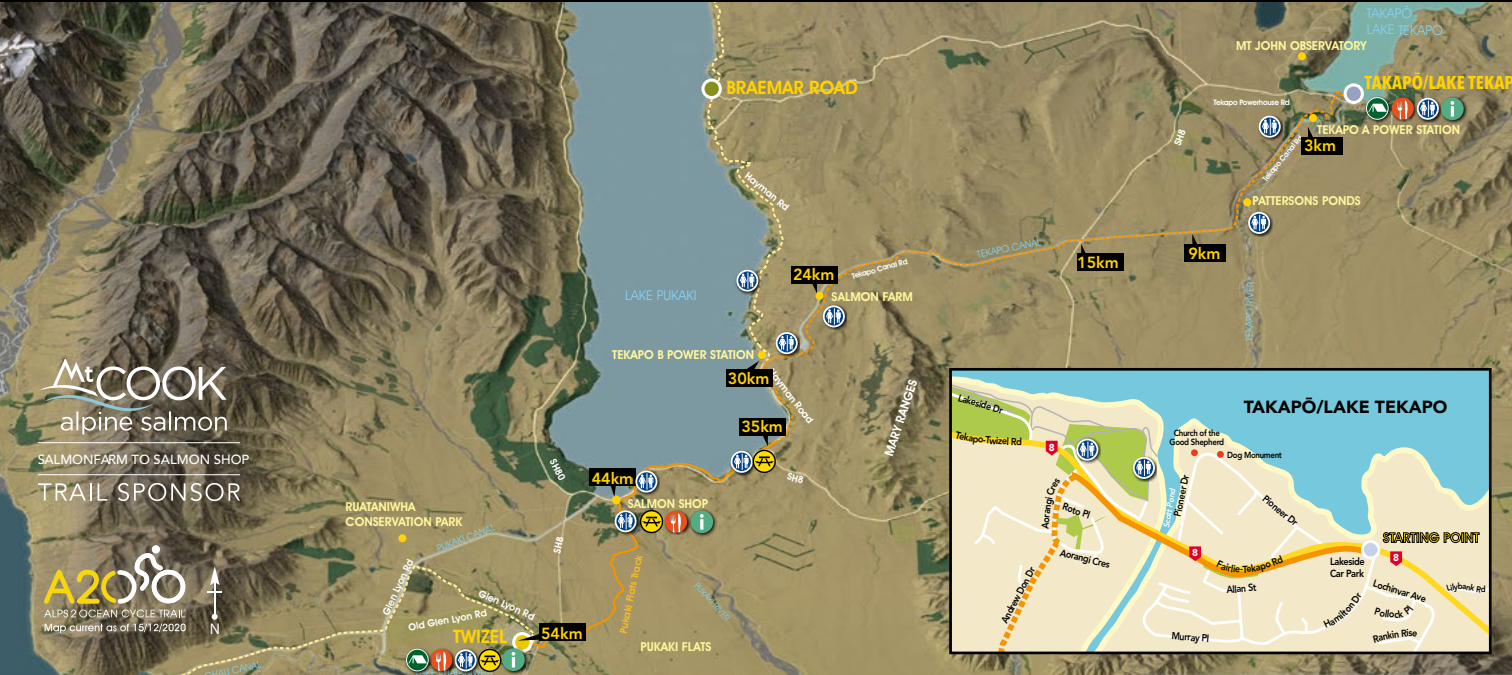 TAKAPŌ
LAKE TEKAPO
MT JOHN OBSERVATORY
BRAEMAR ROAD
TAKAPŌ/LAKE TEKAP
Tekapo Powerhouse Rd
TEKAPO A POWER STATION
SH8
3km
Tekapo Canal Rd
Hayman Rd
PATTERSONS PONDS
TEKAPO CANAL
9km
15km
24km
Tekapo Canal Rd
LAKE PUKAKI
SALMON FARM
TEKAPO RIVER
TEKAPO B POWER STATION
30km
Hayman Road
MARY RANGES
35km
SH80
44km
SH8
SALMON SHOP
Mt COOK
alpine salmon
SALMONFARM TO SALMON SHOP
TRAIL SPONSOR
RUATANIWHA
CONSERVATION PARK
PUKAKI CANAL
SH8
Pukaki Flats Track
PUKAKI RIVER
Glen Lyon Rd
Glen Lyon Rd
Old Glen Lyon Rd
TWIZEL
54km
PUKAKI FLATS
A2O
ALPS 2 OCEAN CYCLE TRAIL
Map current as of 15/12/2020
N
TAKAPŌ/LAKE TEKAPO
Lakeside Dr
Tekapo-Twizel Rd
8
Church of the
Good Shepherd
Dog Monument
Pioneer Dr
Scott Pond
Aorangi Cres
Roto Pl
Pioneer Dr
STARTING POINT
8
8
Aorangi Cres
Fairlie-Tekapo Rd
Lakeside
Car Park
Andrew Don Dr
Allan St
Hamilton Dr
Lochinvar Ave
Lilybank Rd
Pollock Pl
Murray Pl
Rankin Rise